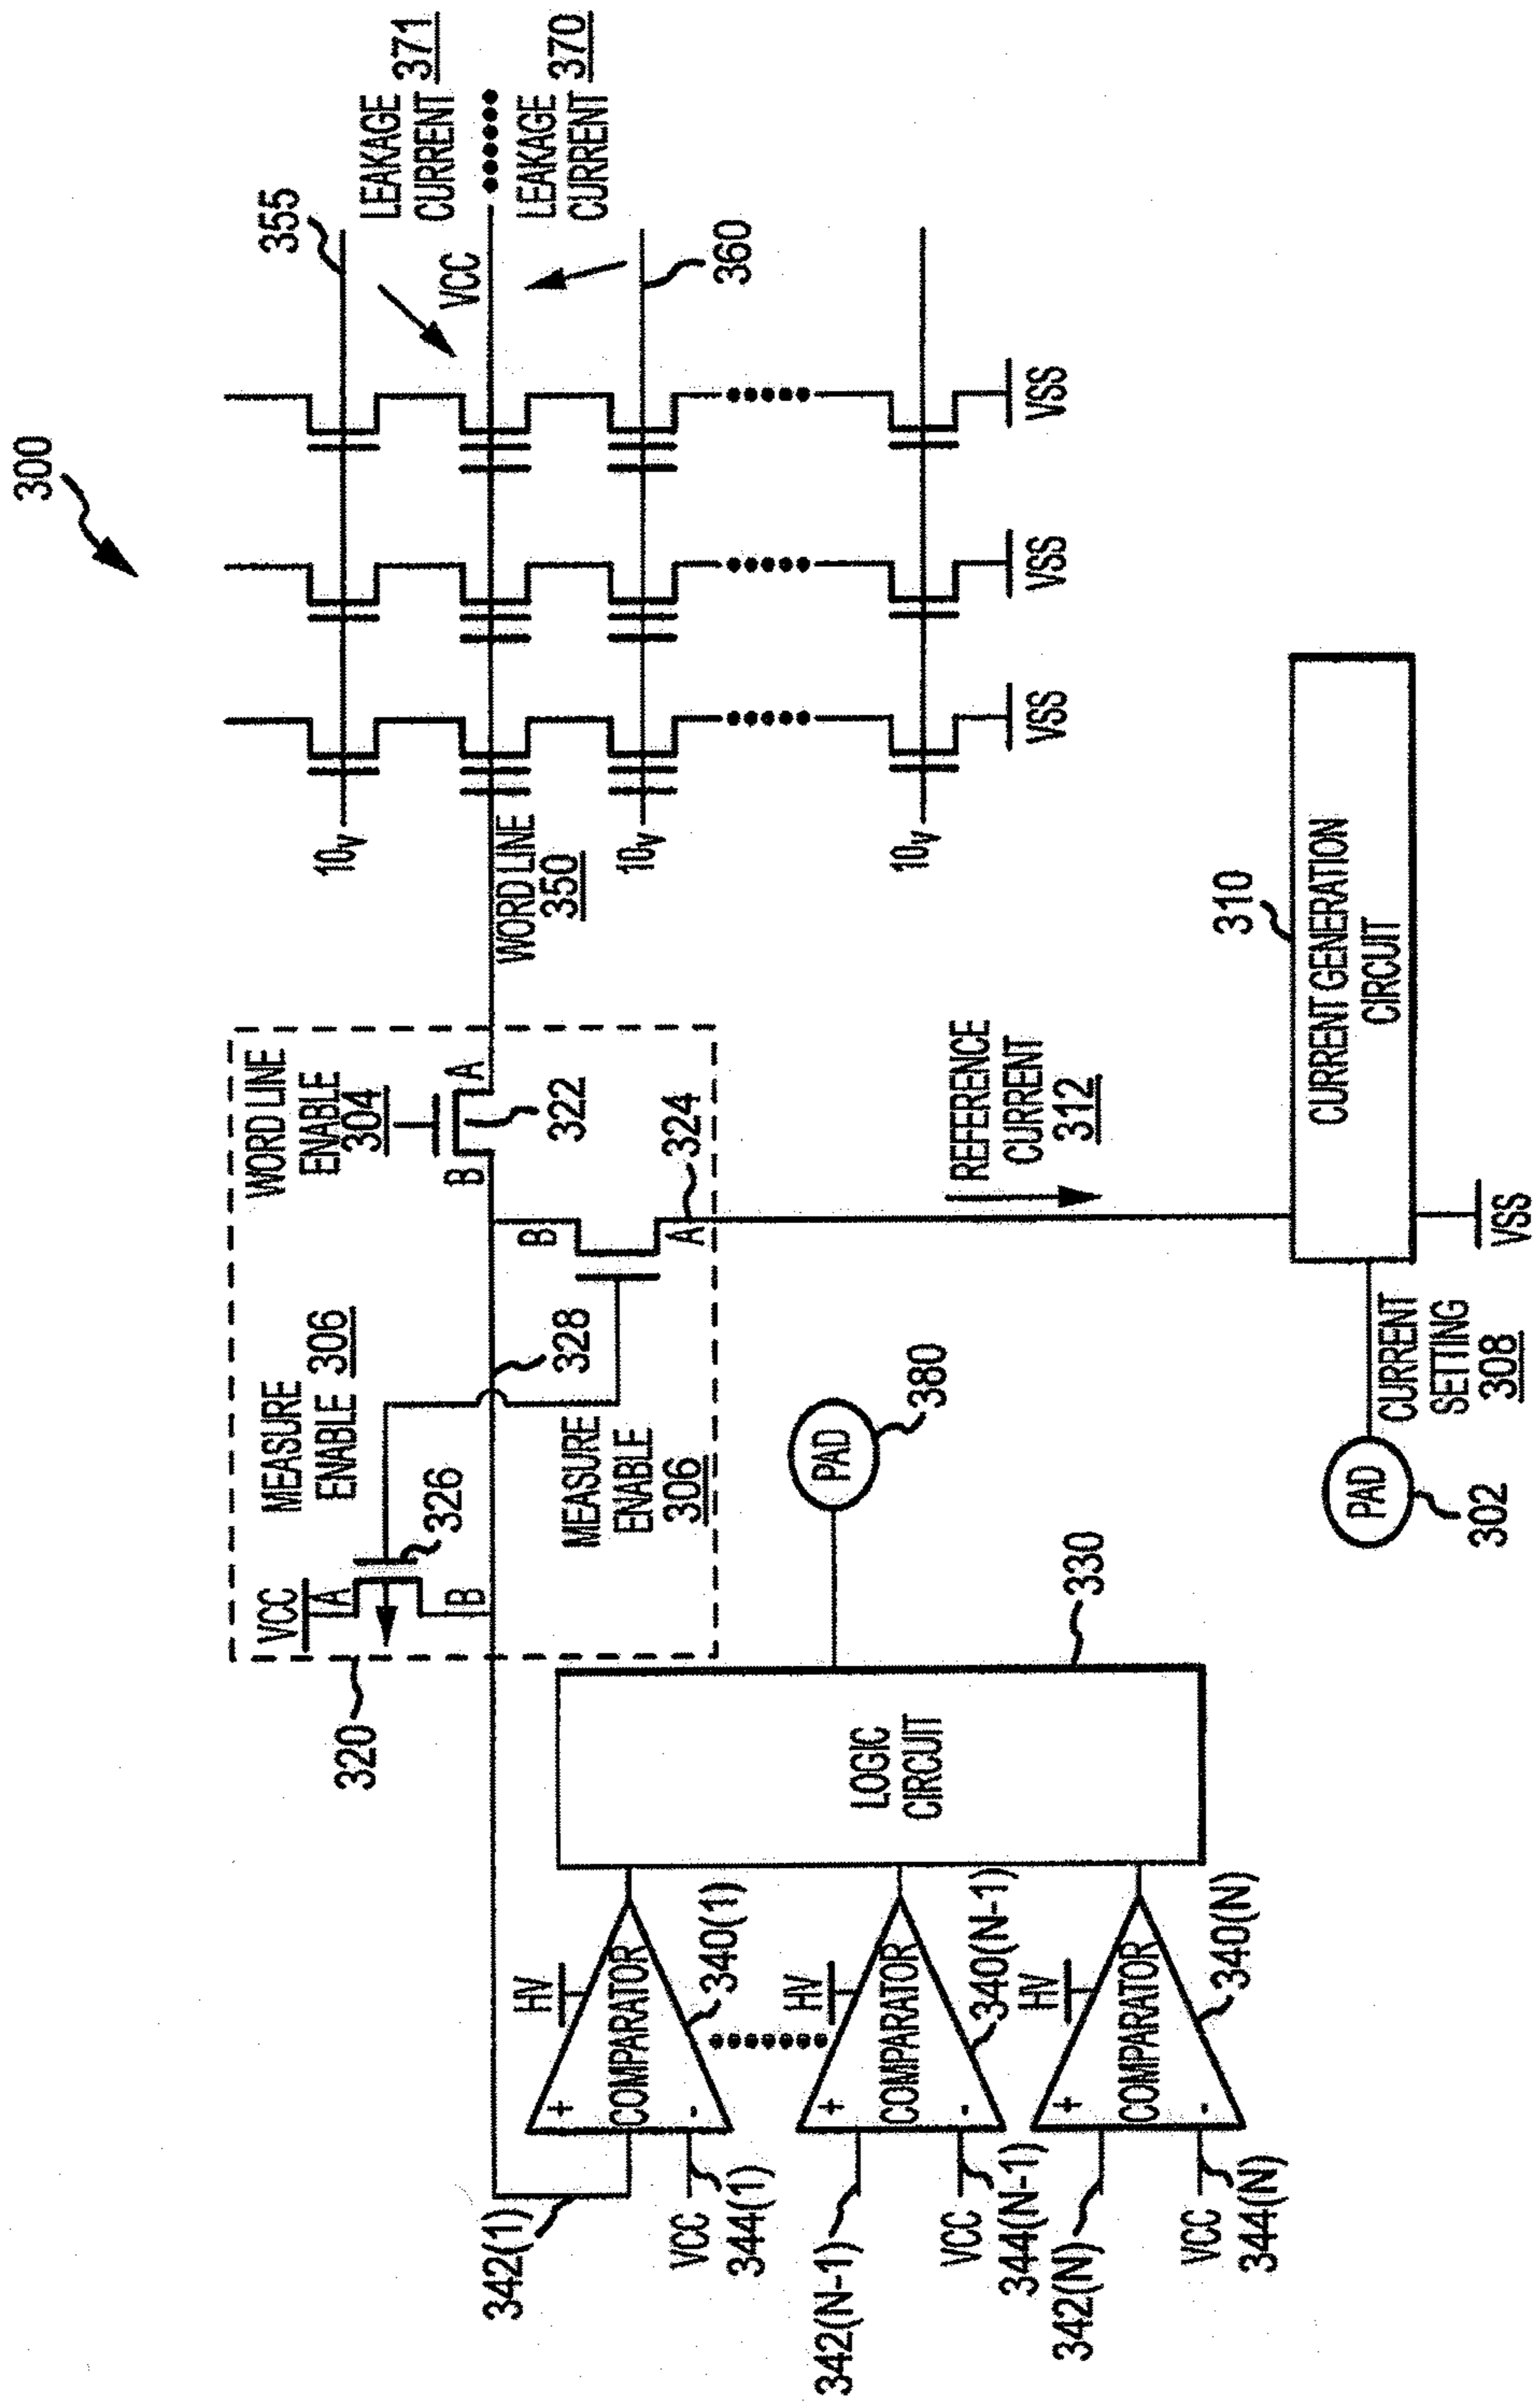 300
355
LEAKAGE
CURRENT 371
VCC
LEAKAGE
CURRENT 370
360
10V
10V
10V
WORD LINE
350
VSS
VSS
VSS
WORD LINE
ENABLE
304
A
B
322
B
A
324
MEASURE
ENABLE 306
328
MEASURE
ENABLE
306
VCC
A
B
326
320
REFERENCE
CURRENT
312
310
CURRENT GENERATION
CIRCUIT
VSS
CURRENT
SETTING
308
PAD
302
PAD
380
330
LOGIC
CIRCUIT
HV
+
COMPARATOR
-
340(1)
342(1)
VCC
344(1)
HV
+
COMPARATOR
-
340(N-1)
342(N-1)
VCC
344(N-1)
HV
+
COMPARATOR
-
340(N)
342(N)
VCC
344(N)